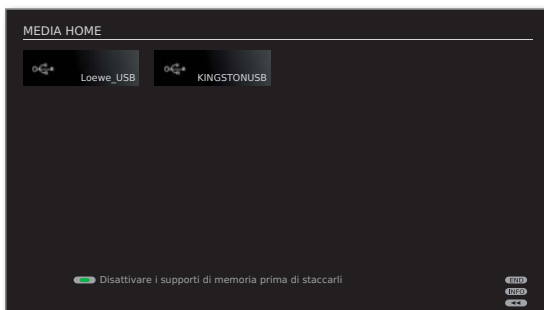 MEDIA HOME
Loewe_USB KINGSTONUSB
Disattivare i supporti di memoria prima di staccarli
END
INFO